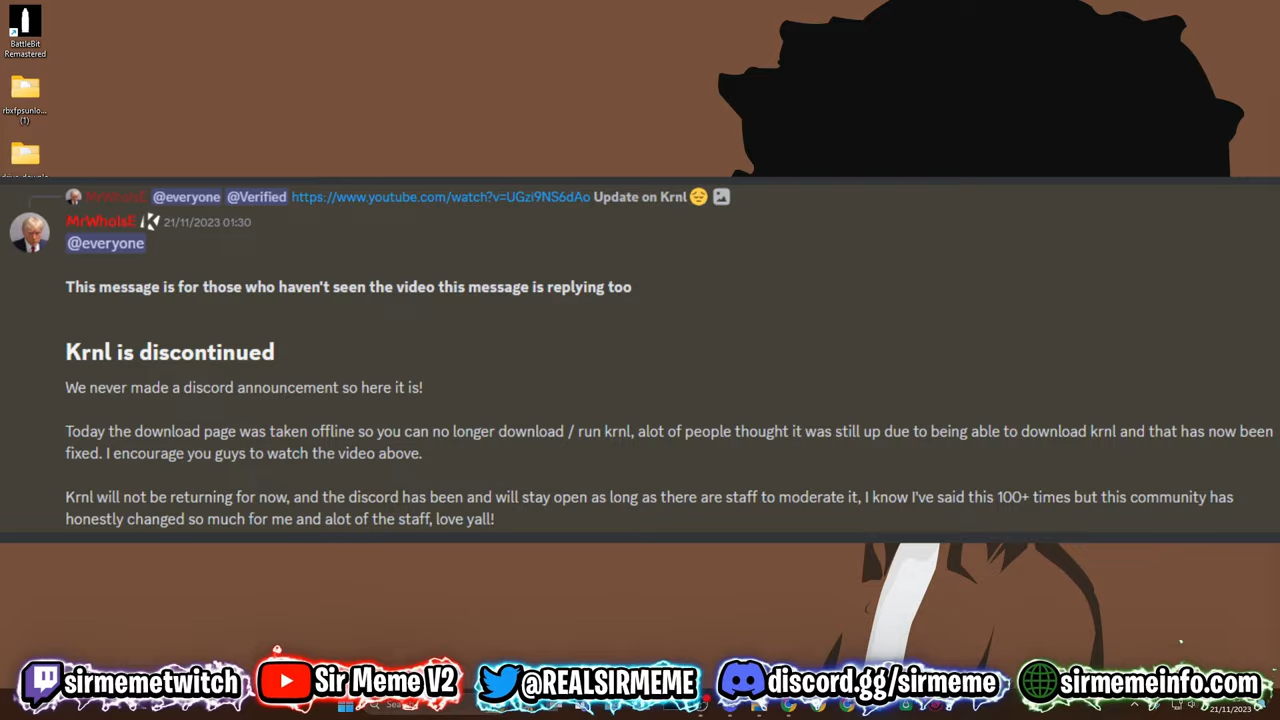 BattleBit
Remastered
rbxfpsunlo...
(1)
MrWhoIsE @everyone @Verified https://www.youtube.com/watch?v=UGzi9NS6dAo Update on Krnl
MrWhoIsE 21/11/2023 01:30
@everyone
This message is for those who haven't seen the video this message is replying too
Krnl is discontinued
We never made a discord announcement so here it is!
Today the download page was taken offline so you can no longer download / run krnl, alot of people thought it was still up due to being able to download krnl and that has now been
fixed. I encourage you guys to watch the video above.
Krnl will not be returning for now, and the discord has been and will stay open as long as there are staff to moderate it, I know I've said this 100+ times but this community has
honestly changed so much for me and alot of the staff, love yall!
sirmemetwitch
Sir Meme V2
@REALSIRMEME
discord.gg/sirmeme
sirmemeinfo.com
21/11/2023